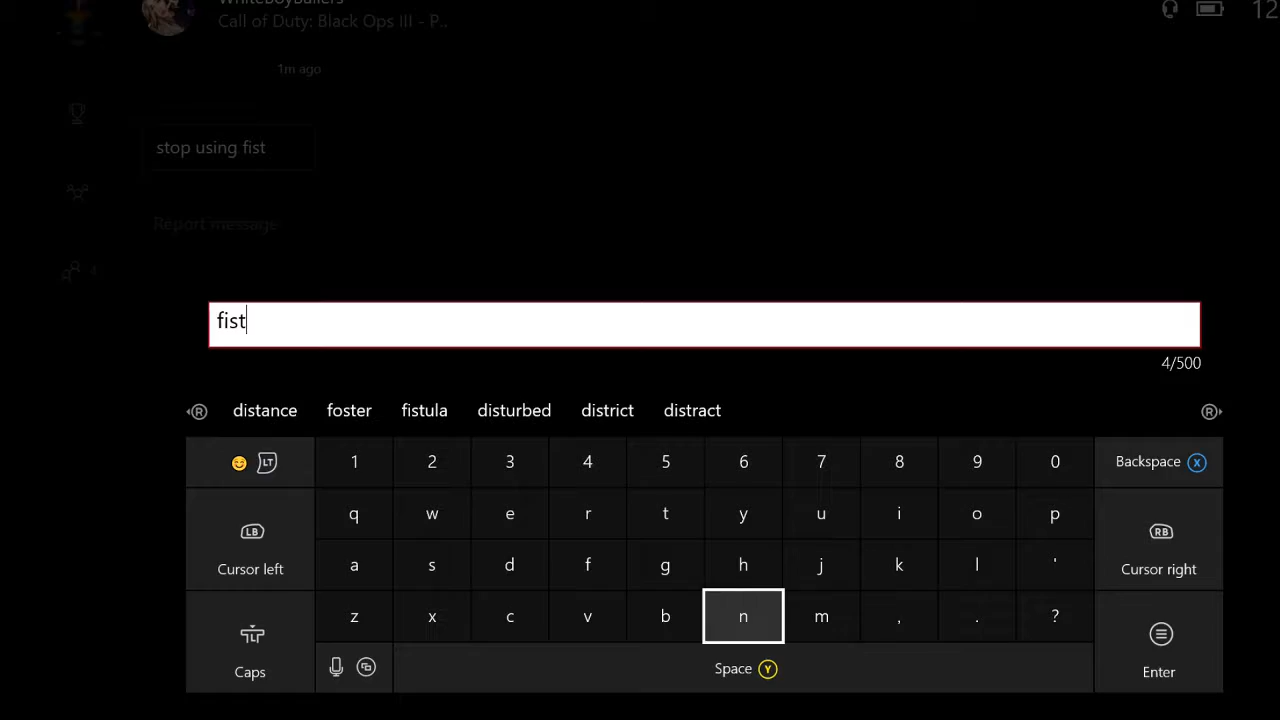 WhiteBoyBallers
Call of Duty: Black Ops III - P..
12
1m ago
stop using fist
Report message
4
fist
4/500
R distance foster fistula disturbed district distract R
LT 1 2 3 4 5 6 7 8 9 0 Backspace X
q w e r t y u i o p
LB Cursor left
RB Cursor right
a s d f g h j k l '
z x c v b n m , . ?
Caps
Space Y
Enter